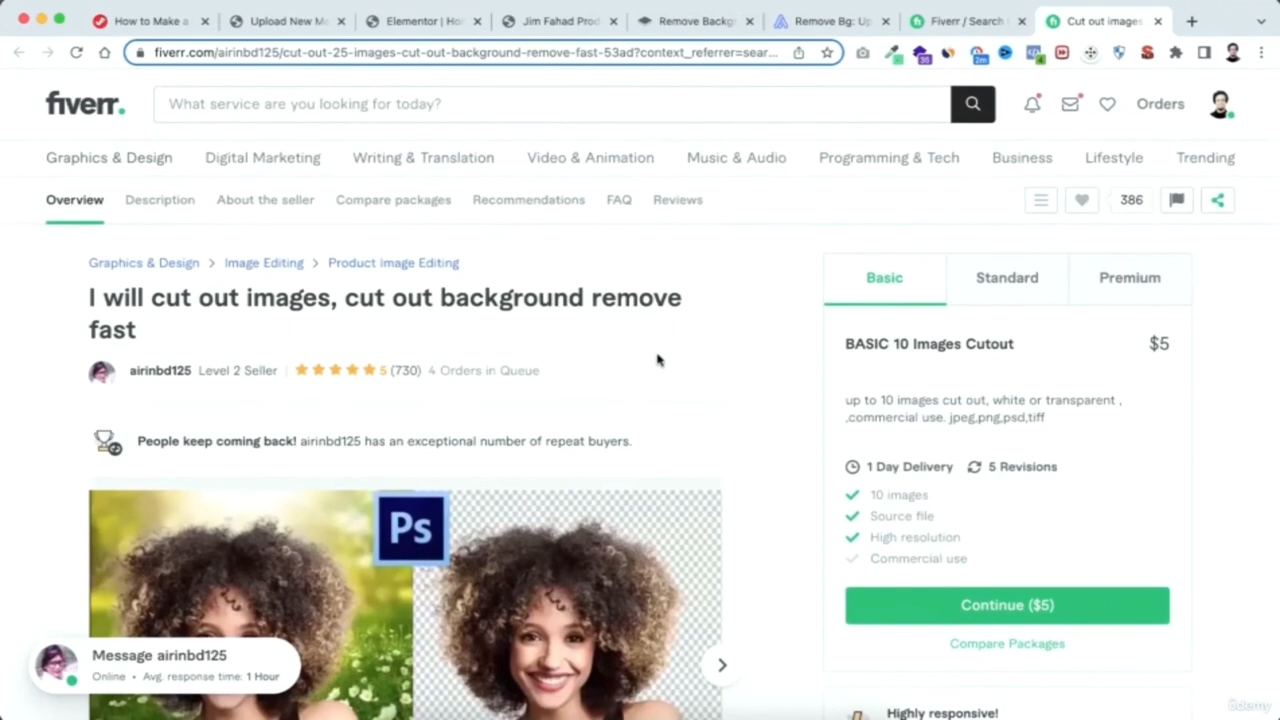 How to Make a
Upload New Me
Elementor | Hor
Jim Fahad Prod
Remove Backgr
Remove Bg: Up
Fiverr / Search
Cut out images
fiverr.com/airinbd125/cut-out-25-images-cut-out-background-remove-fast-53ad?context_referrer=sear...
fiverr.
What service are you looking for today?
Orders
Graphics & Design
Digital Marketing
Writing & Translation
Video & Animation
Music & Audio
Programming & Tech
Business
Lifestyle
Trending
Overview
Description
About the seller
Compare packages
Recommendations
FAQ
Reviews
386
Graphics & Design > Image Editing > Product Image Editing
I will cut out images, cut out background remove
fast
airinbd125 Level 2 Seller | 5 (730) 4 Orders in Queue
People keep coming back! airinbd125 has an exceptional number of repeat buyers.
Ps
Message airinbd125
Online • Avg. response time: 1 Hour
Basic
Standard
Premium
BASIC 10 Images Cutout $5
up to 10 images cut out, white or transparent ,
,commercial use. jpeg,png,psd,tiff
1 Day Delivery 5 Revisions
10 images
Source file
High resolution
Commercial use
Continue ($5)
Compare Packages
Highly responsive!
ûdemy